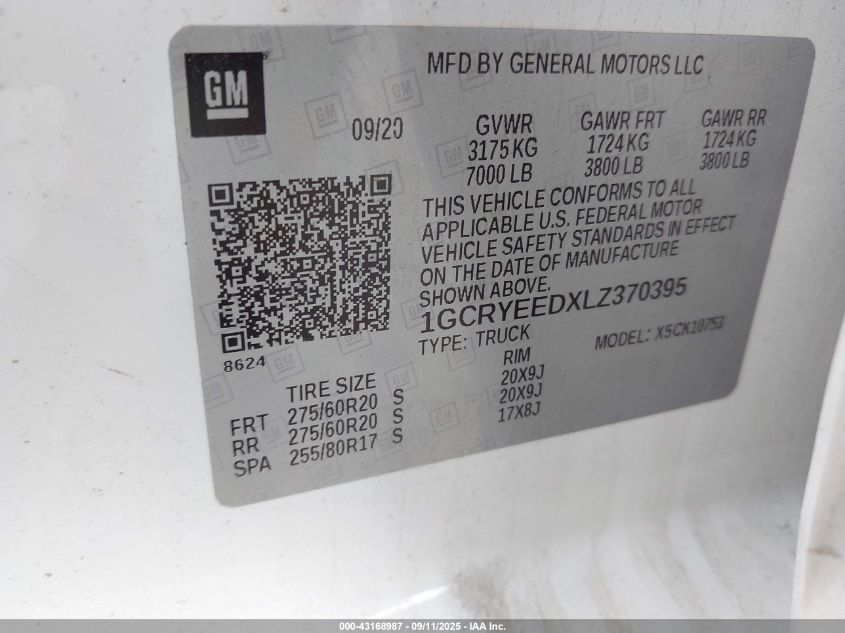 GM
MFD BY GENERAL MOTORS LLC
09/20
GVWR GAWR FRT GAWR RR
3175 KG 1724 KG 1724 KG
7000 LB 3800 LB 3800 LB
THIS VEHICLE CONFORMS TO ALL
APPLICABLE U.S. FEDERAL MOTOR
VEHICLE SAFETY STANDARDS IN EFFECT
ON THE DATE OF MANUFACTURE
SHOWN ABOVE.
1GCRYEEDXLZ370395
TYPE: TRUCK MODEL: X5CK10753
8624
TIRE SIZE RIM
FRT 275/60R20 S 20X9J
RR 275/60R20 S 20X9J
SPA 255/80R17 S 17X8J
000-43168987 - 09/11/2025 - IAA Inc.